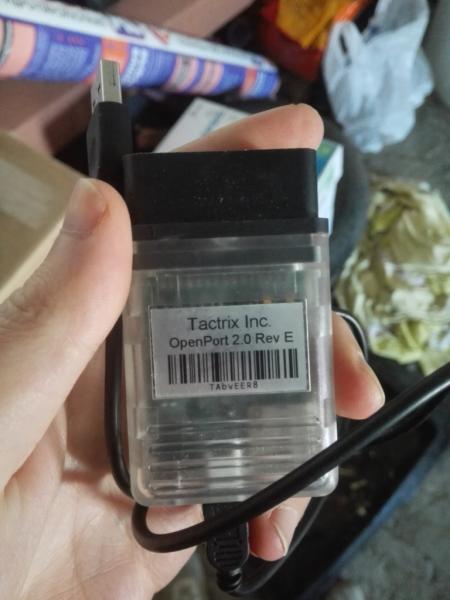 Tactrix Inc.
OpenPort 2.0 Rev E
TAbvEER8